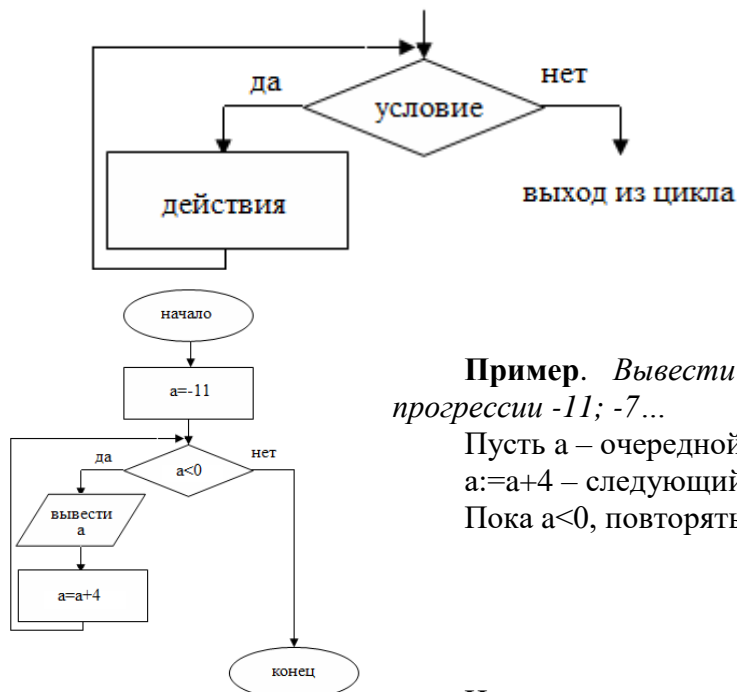 да
нет
условие
действия
выход из цикла
начало
a=-11
да
нет
a<0
вывести
a
a=a+4
конец
Пример. Вывести
прогрессии -11; -7…
Пусть a – очередной
a:=a+4 – следующий
Пока a<0, повторять